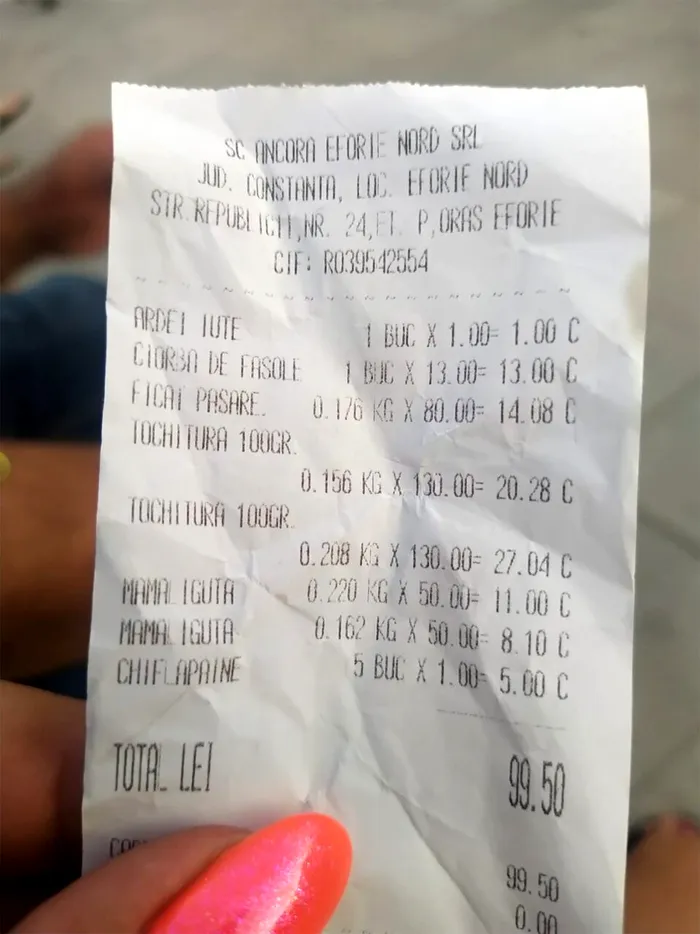 SC ANCORA EFORIE NORD SRL
JUD. CONSTANTA, LOC. EFORIE NORD
STR.REPUBLICII,NR. 24,ET. P,ORAS EFORIE
CIF: RO39542554
ARDEI IUTE 1 BUC X 1.00= 1.00 C
CIORBA DE FASOLE 1 BUC X 13.00= 13.00 C
FICAT PASARE. 0.176 KG X 80.00= 14.08 C
TOCHITURA 100GR.
0.156 KG X 130.00= 20.28 C
TOCHITURA 100GR.
0.208 KG X 130.00= 27.04 C
MAMALIGUTA 0.220 KG X 50.00= 11.00 C
MAMALIGUTA 0.162 KG X 50.00= 8.10 C
CHIFLAPAINE 5 BUC X 1.00= 5.00 C
TOTAL LEI 99.50
99.50
0.00